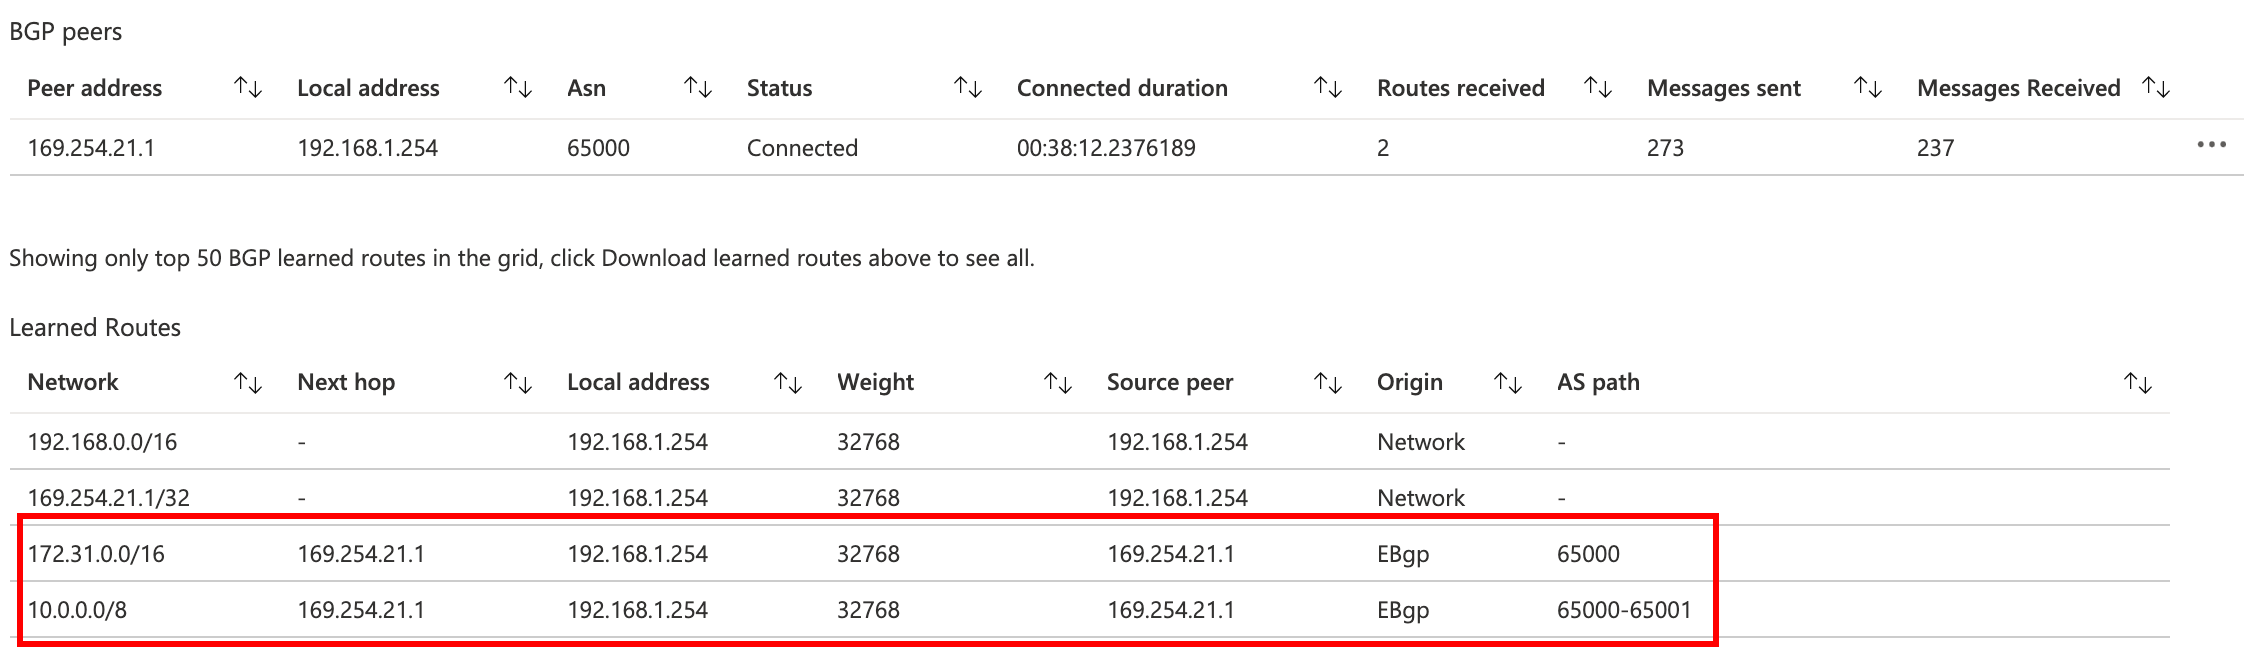 BGP peers
Peer address ↑↓ Local address ↑↓ Asn ↑↓ Status ↑↓ Connected duration ↑↓ Routes received ↑↓ Messages sent ↑↓ Messages Received ↑↓
169.254.21.1 192.168.1.254 65000 Connected 00:38:12.2376189 2 273 237 •••
Showing only top 50 BGP learned routes in the grid, click Download learned routes above to see all.
Learned Routes
Network ↑↓ Next hop ↑↓ Local address ↑↓ Weight ↑↓ Source peer ↑↓ Origin ↑↓ AS path ↑↓
192.168.0.0/16 - 192.168.1.254 32768 192.168.1.254 Network -
169.254.21.1/32 - 192.168.1.254 32768 192.168.1.254 Network -
172.31.0.0/16 169.254.21.1 192.168.1.254 32768 169.254.21.1 EBgp 65000
10.0.0.0/8 169.254.21.1 192.168.1.254 32768 169.254.21.1 EBgp 65000-65001